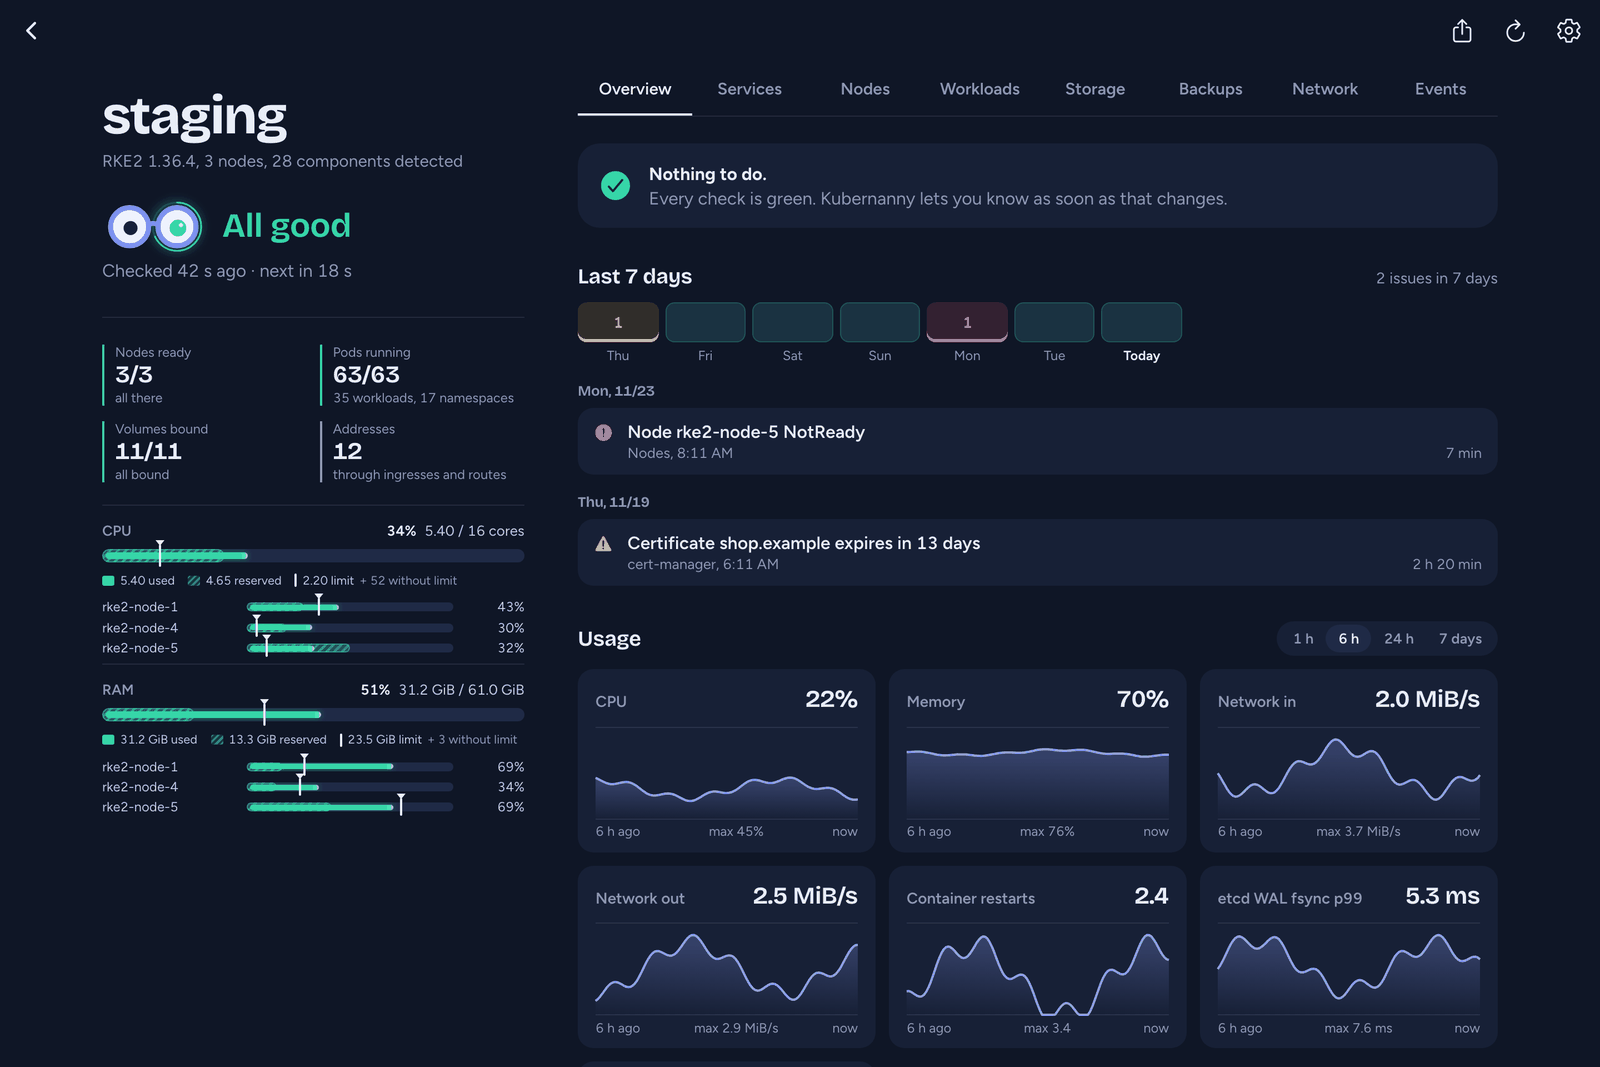 staging
RKE2 1.36.4, 3 nodes, 28 components detected
All good
Checked 42 s ago · next in 18 s
Nodes ready
3/3
all there
Pods running
63/63
35 workloads, 17 namespaces
Volumes bound
11/11
all bound
Addresses
12
through ingresses and routes
CPU 34% 5.40 / 16 cores
5.40 used 4.65 reserved 2.20 limit + 52 without limit
rke2-node-1 43%
rke2-node-4 30%
rke2-node-5 32%
RAM 51% 31.2 GiB / 61.0 GiB
31.2 GiB used 13.3 GiB reserved 23.5 GiB limit + 3 without limit
rke2-node-1 69%
rke2-node-4 34%
rke2-node-5 69%
Overview Services Nodes Workloads Storage Backups Network Events
Nothing to do.
Every check is green. Kubernanny lets you know as soon as that changes.
Last 7 days 2 issues in 7 days
1 1
Thu Fri Sat Sun Mon Tue Today
Mon, 11/23
Node rke2-node-5 NotReady
Nodes, 8:11 AM 7 min
Thu, 11/19
Certificate shop.example expires in 13 days
cert-manager, 6:11 AM 2 h 20 min
Usage 1 h 6 h 24 h 7 days
CPU 22%
6 h ago max 45% now
Memory 70%
6 h ago max 76% now
Network in 2.0 MiB/s
6 h ago max 3.7 MiB/s now
Network out 2.5 MiB/s
6 h ago max 2.9 MiB/s now
Container restarts 2.4
6 h ago max 3.4 now
etcd WAL fsync p99 5.3 ms
6 h ago max 7.6 ms now